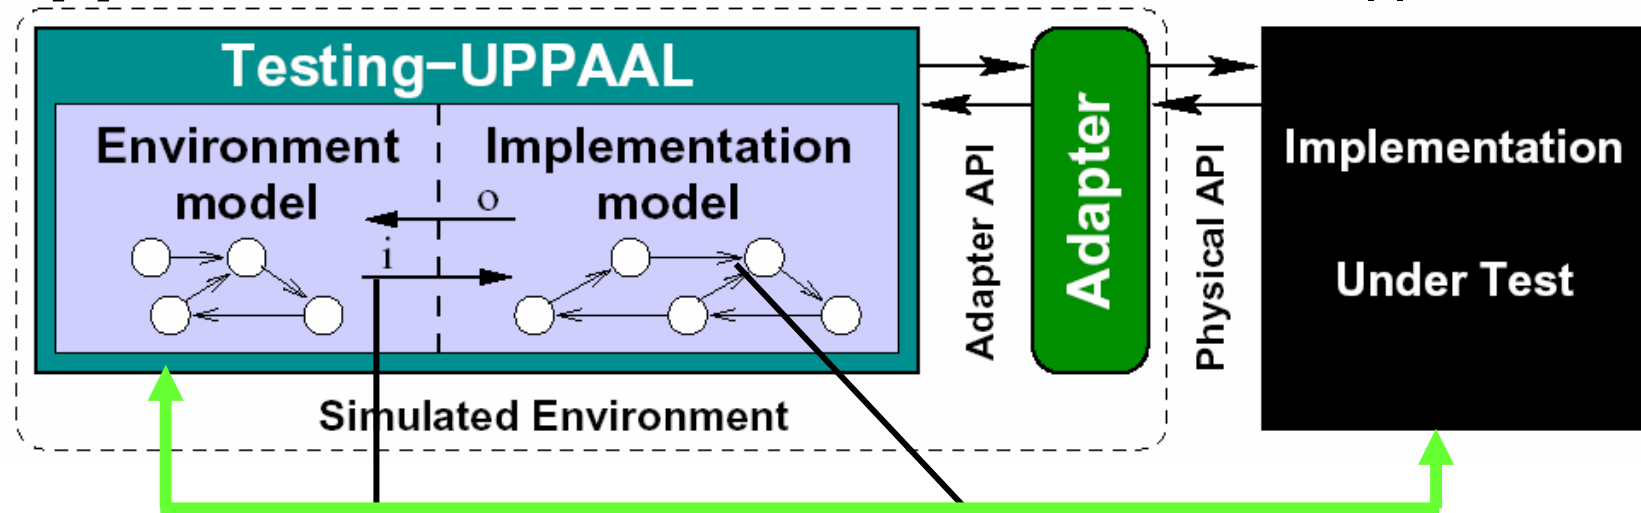 Testing–UPPAAL
Environment
model
Implementation
model
o
i
Simulated Environment
Adapter API
Adapter
Physical API
Implementation
Under Test